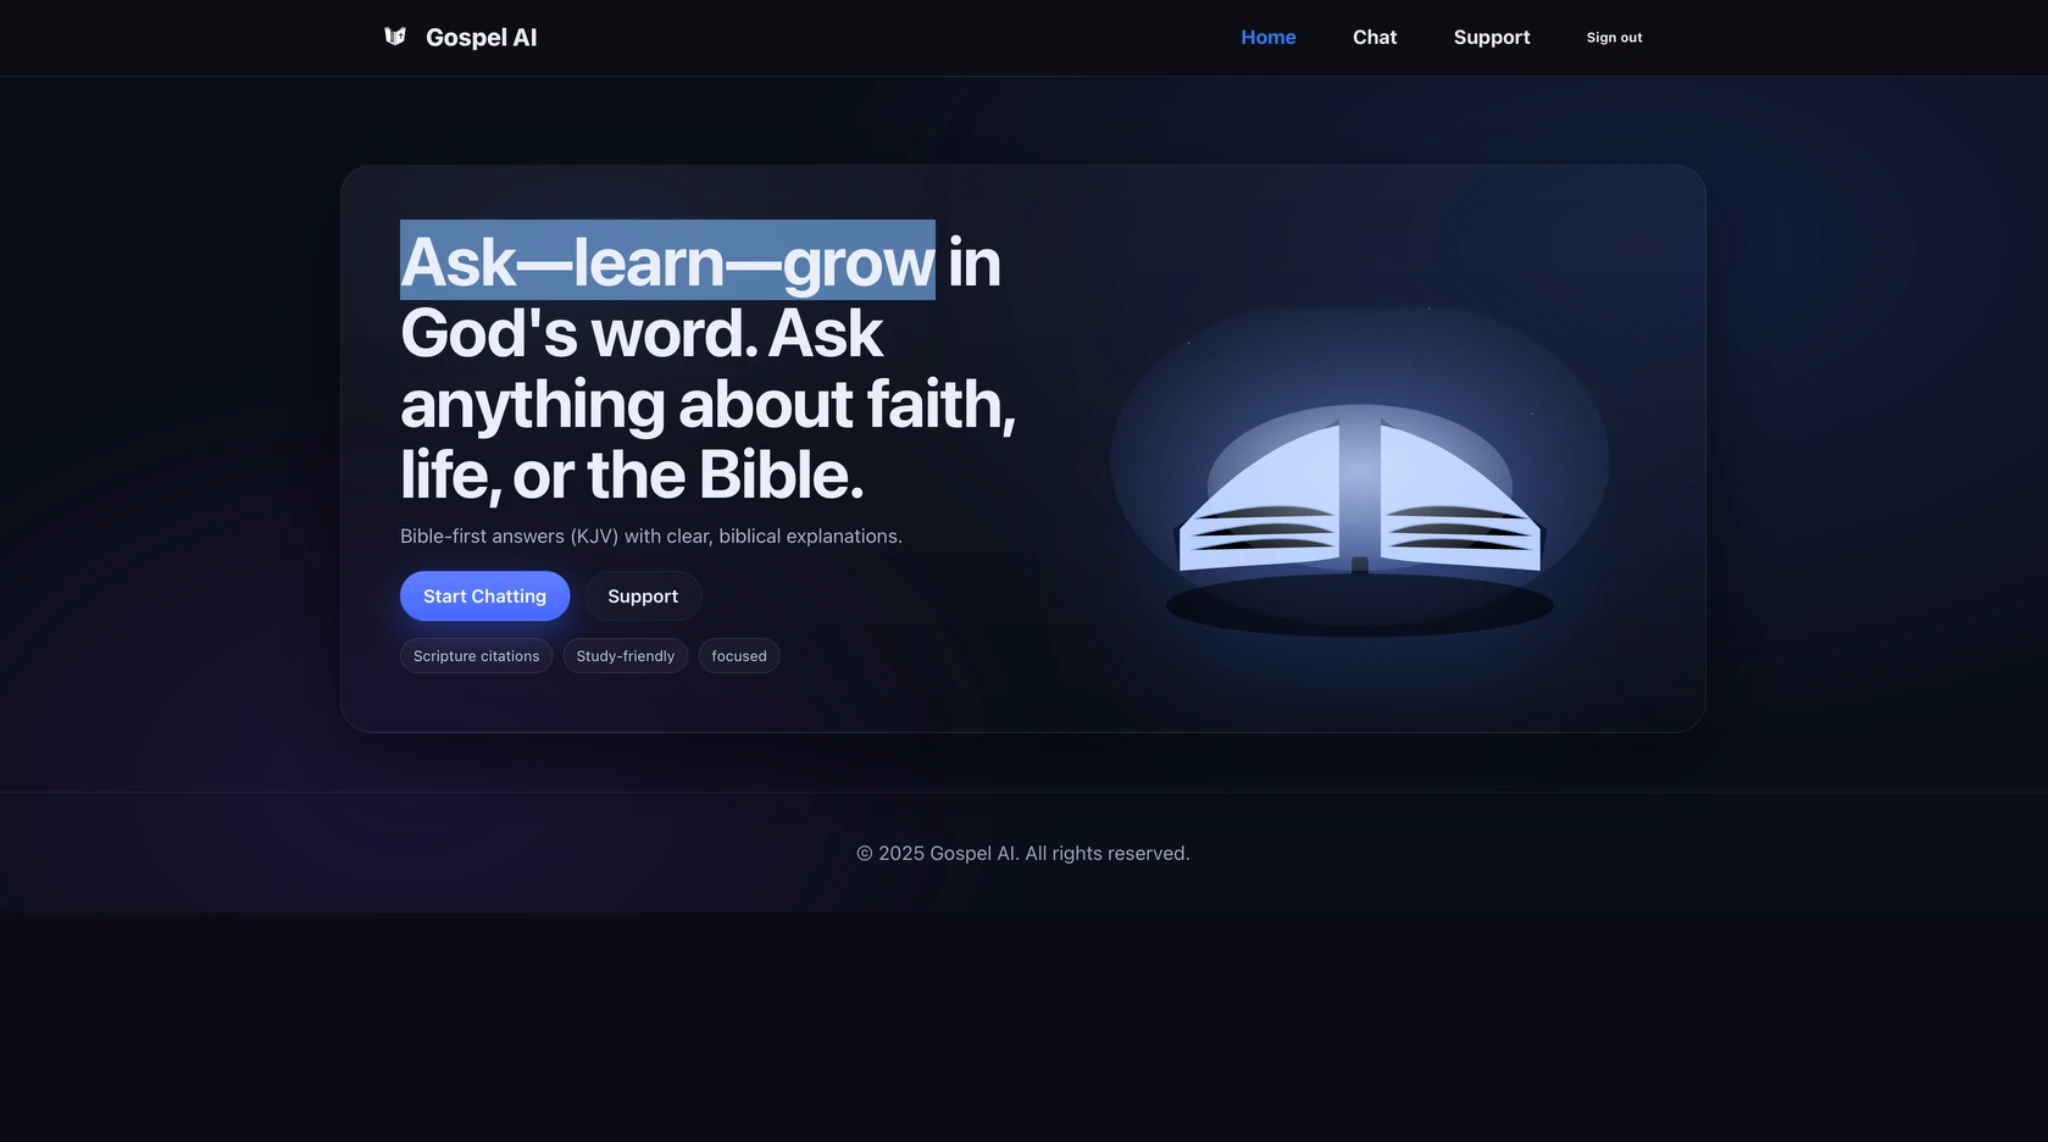 Gospel AI
Home
Chat
Support
Sign out
Ask—learn—grow in
God's word. Ask
anything about faith,
life, or the Bible.
Bible-first answers (KJV) with clear, biblical explanations.
Start Chatting
Support
Scripture citations
Study-friendly
focused
© 2025 Gospel AI. All rights reserved.